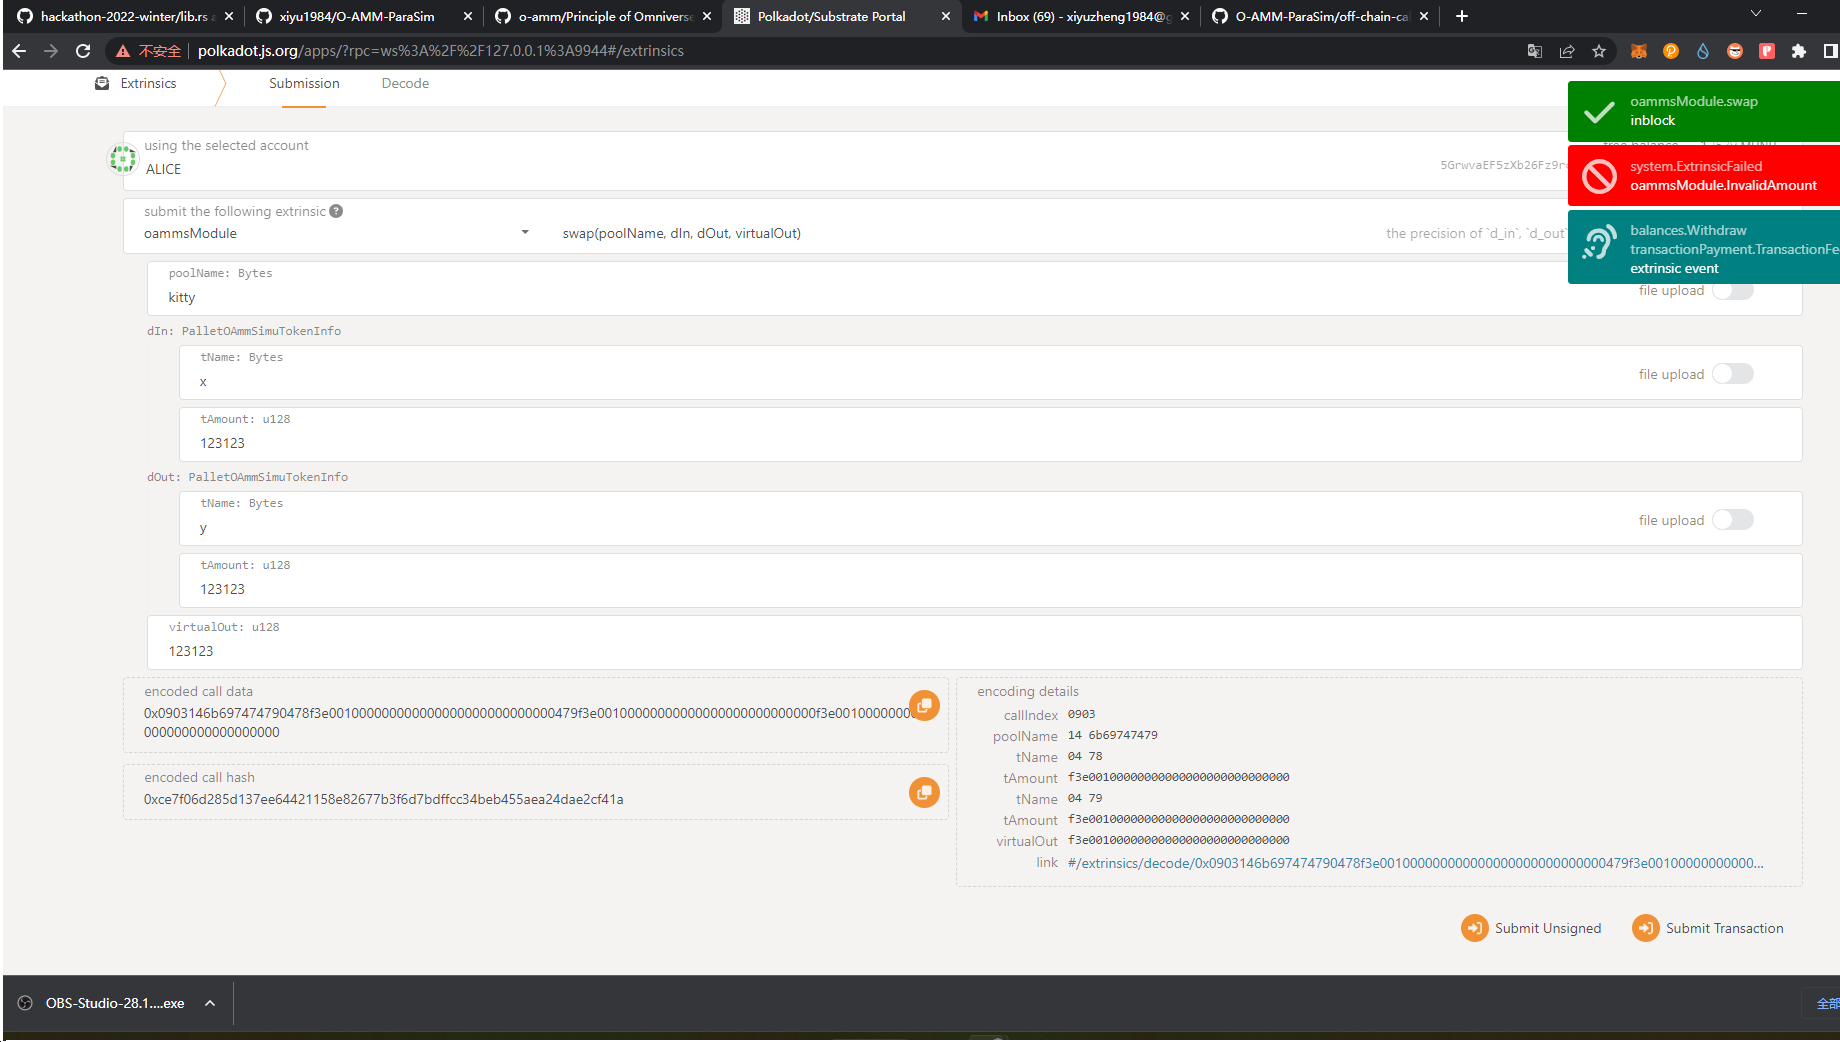 hackathon-2022-winter/lib.rs a
xiyu1984/O-AMM-ParaSim
o-amm/Principle of Omniverse
Polkadot/Substrate Portal
Inbox (69) - xiyuzheng1984@g
O-AMM-ParaSim/off-chain-cal
不安全
polkadot.js.org/apps/?rpc=ws%3A%2F%2F127.0.0.1%3A9944#/extrinsics
Extrinsics
Submission
Decode
oammsModule.swap
inblock
system.ExtrinsicFailed
oammsModule.InvalidAmount
balances.Withdraw
transactionPayment.TransactionFe
extrinsic event
using the selected account
ALICE
5GrwvaEF5zXb26Fz9r
submit the following extrinsic
oammsModule
swap(poolName, dIn, dOut, virtualOut)
the precision of `d_in`, `d_out`
poolName: Bytes
kitty
file upload
dIn: PalletOAmmSimuTokenInfo
tName: Bytes
x
file upload
tAmount: u128
123123
dOut: PalletOAmmSimuTokenInfo
tName: Bytes
y
file upload
tAmount: u128
123123
virtualOut: u128
123123
encoded call data
000000000000000000
encoded call hash
0xce7f06d285d137ee64421158e82677b3f6d7bdffcc34beb455aea24dae2cf41a
encoding details
callIndex 0903
poolName 14 6b69747479
tName 04 78
tAmount f3e00100000000000000000000000000
tName 04 79
tAmount f3e00100000000000000000000000000
virtualOut f3e00100000000000000000000000000
link
Submit Unsigned
Submit Transaction
OBS-Studio-28.1....exe
全部